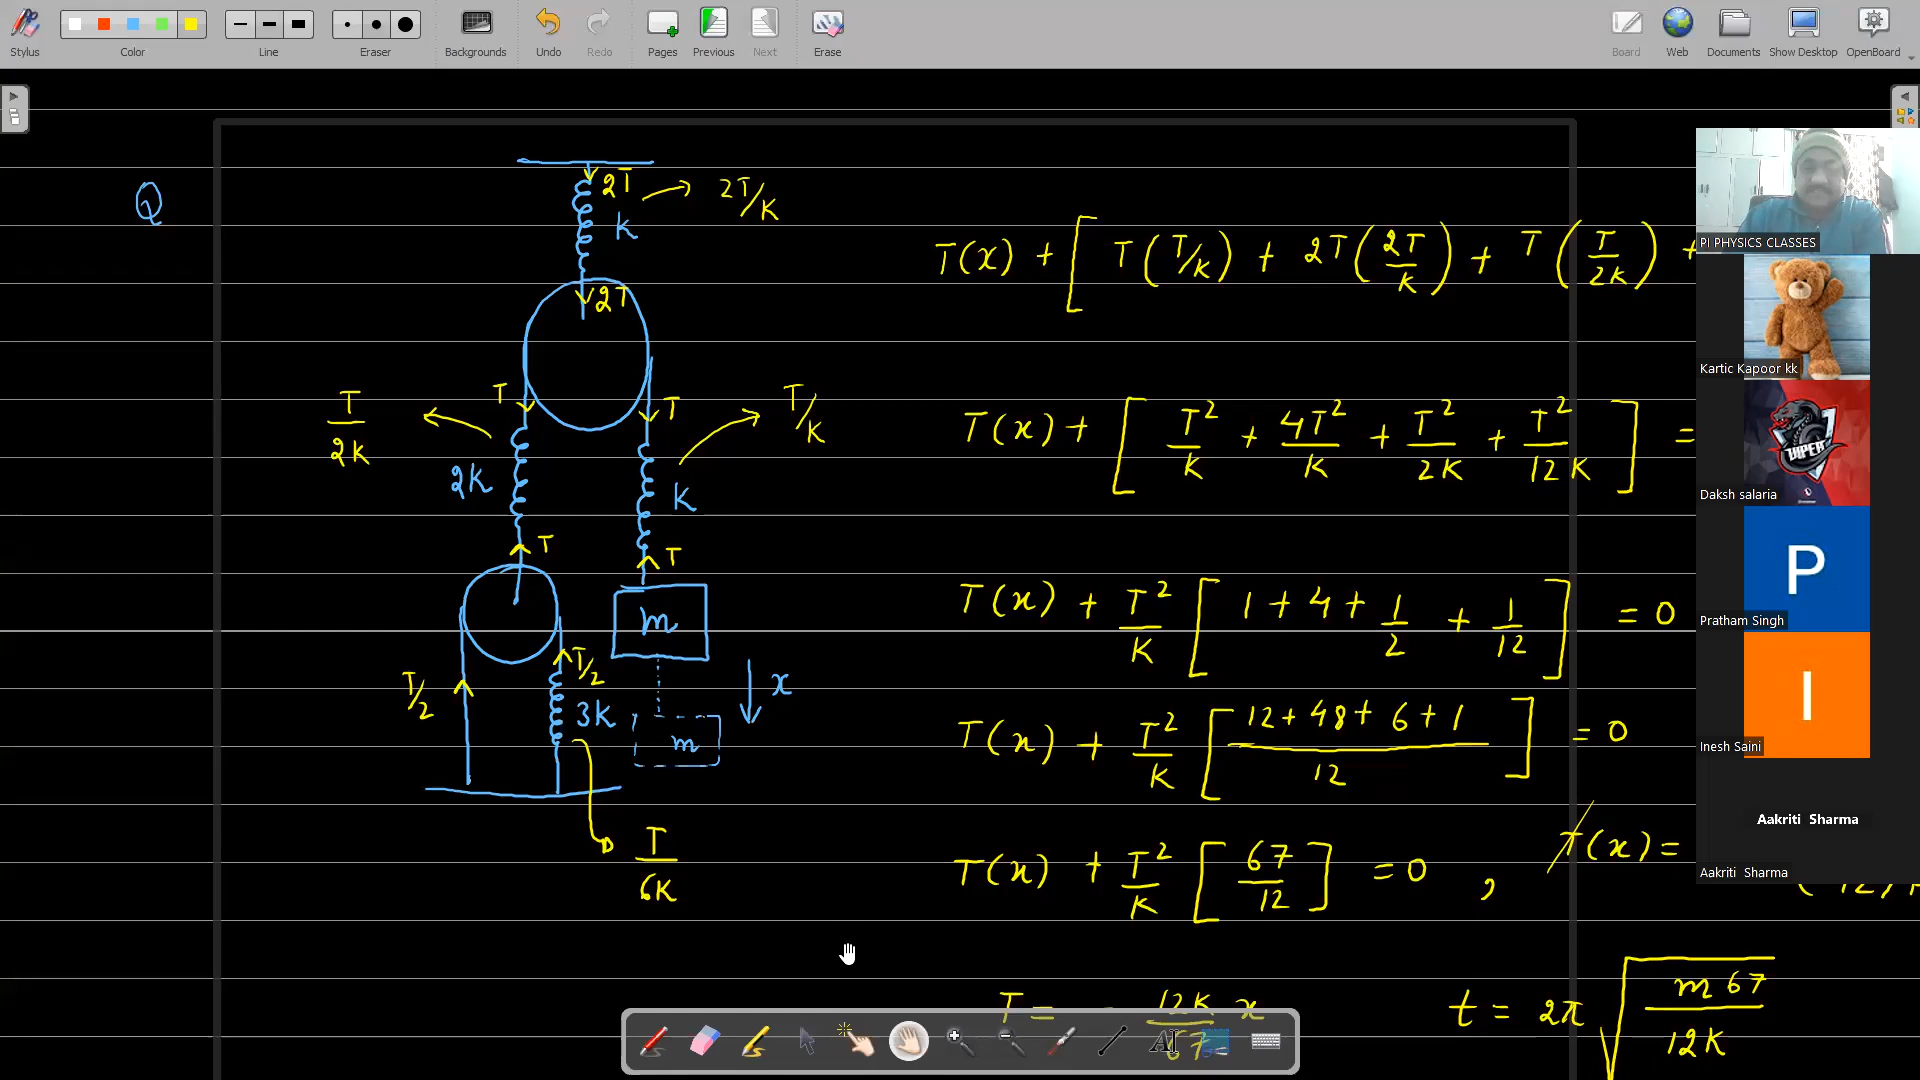 Stylus
Color
Line
Eraser
Backgrounds
Undo
Redo
Pages
Previous
Next
Erase
Board
Web
Documents
Show Desktop
OpenBoard
Q
2T
K
2T/K
2T
T
T
T/2K
T/K
2K
K
T
T
m
T/2
T/2
3K
m
x
T/6K
T(x) + [ T(T/K) + 2T(2T/K) + T(T/2K) +
T(x) + [ T²/K + 4T²/K + T²/2K + T²/12K ] =
T(x) + T²/K [ 1 + 4 + 1/2 + 1/12 ] = 0
T(x) + T²/K [ 12 + 48 + 6 + 1 / 12 ] = 0
T(x) + T²/K [ 67/12 ] = 0 , T(x) =
T = - 12K/67 x
t = 2π √ m 67 / 12K
PI PHYSICS CLASSES
Kartic Kapoor kk
VIPER
Daksh salaria
P
Pratham Singh
I
Inesh Saini
Aakriti Sharma
Aakriti Sharma